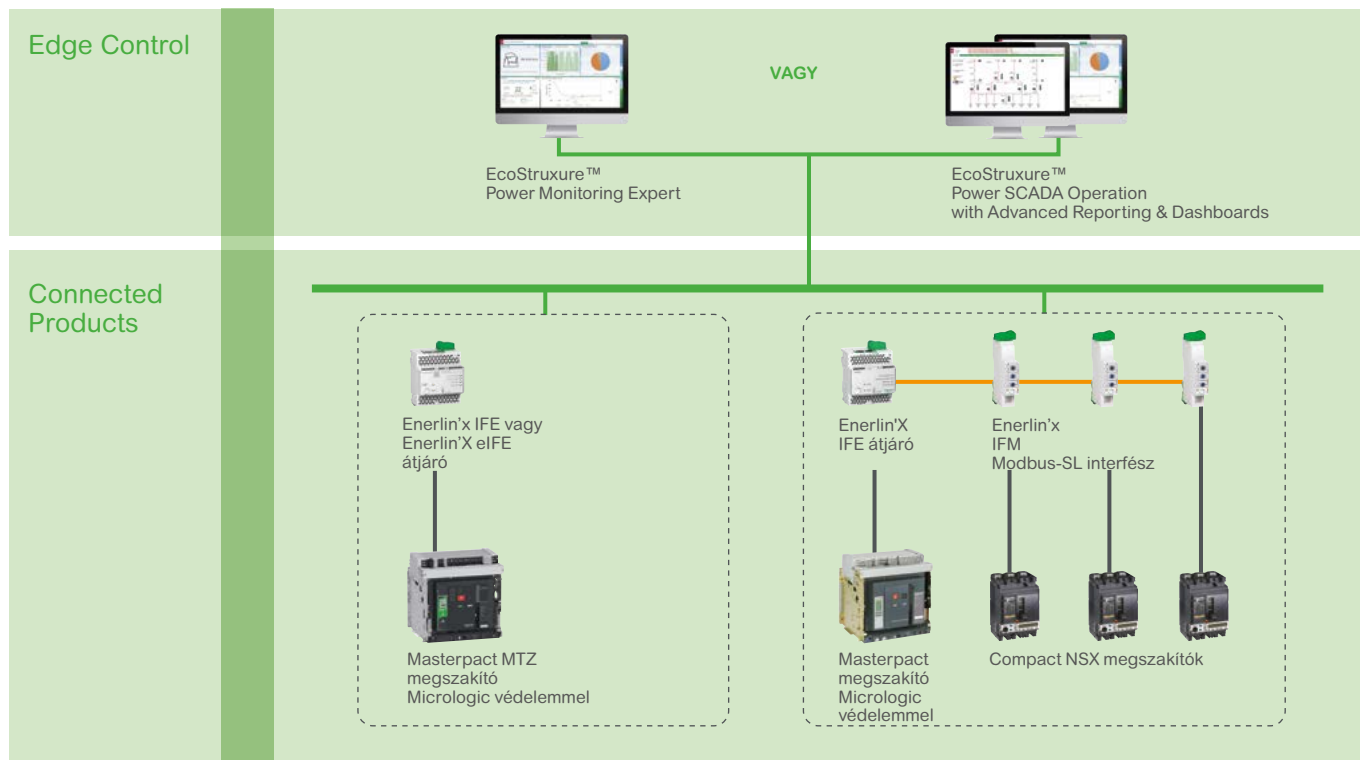 Edge Control
VAGY
EcoStruxure™
Power Monitoring Expert
EcoStruxure™
Power SCADA Operation
with Advanced Reporting & Dashboards
Connected
Products
Enerlin’x IFE vagy
Enerlin’X eIFE
átjáró
Enerlin'X
IFE átjáró
Enerlin’x
IFM
Modbus-SL interfész
Masterpact MTZ
megszakító
Micrologic védelemmel
Masterpact
megszakító
Micrologic
védelemmel
Compact NSX megszakítók